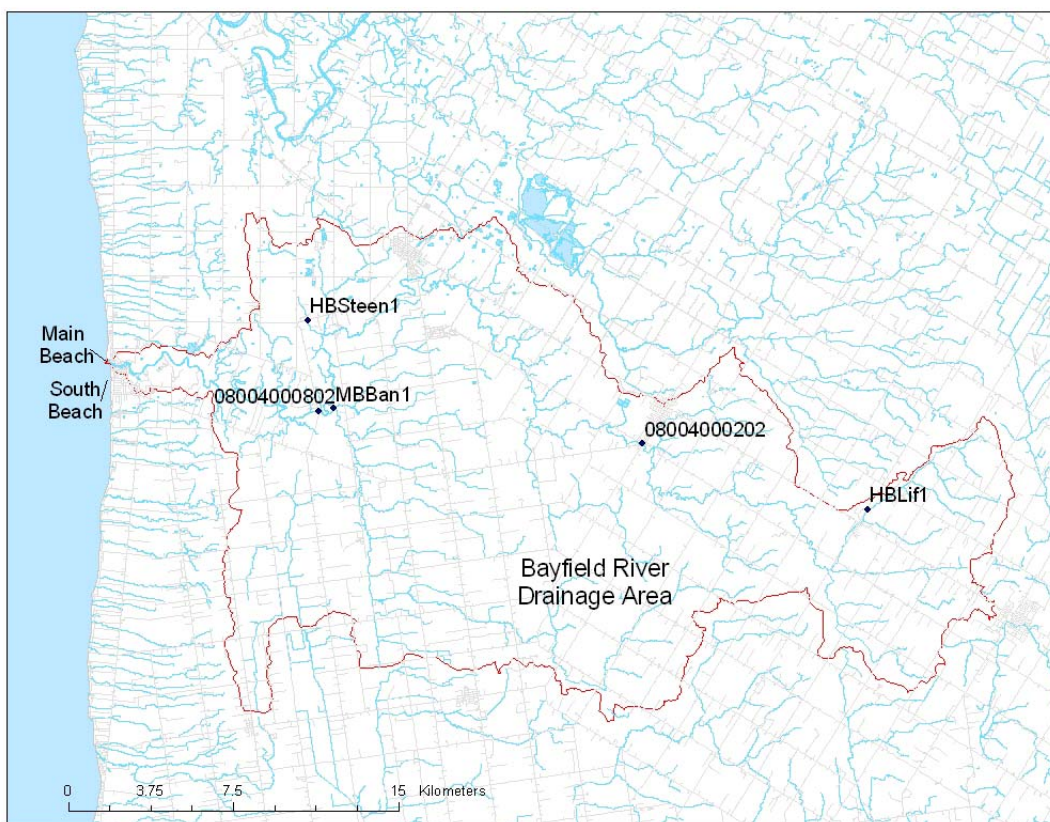 HBSteen1
Main
Beach
South/
Beach
08004000802
MBBan1
08004000202
HBLif1
Bayfield River
Drainage Area
0 3.75 7.5 15 Kilometers